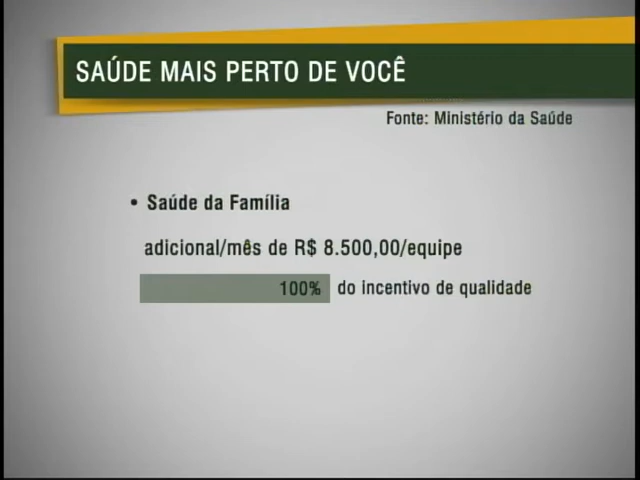 SAÚDE MAIS PERTO DE VOCÊ
Fonte: Ministério da Saúde
• Saúde da Família
adicional/mês de R$ 8.500,00/equipe
100% do incentivo de qualidade